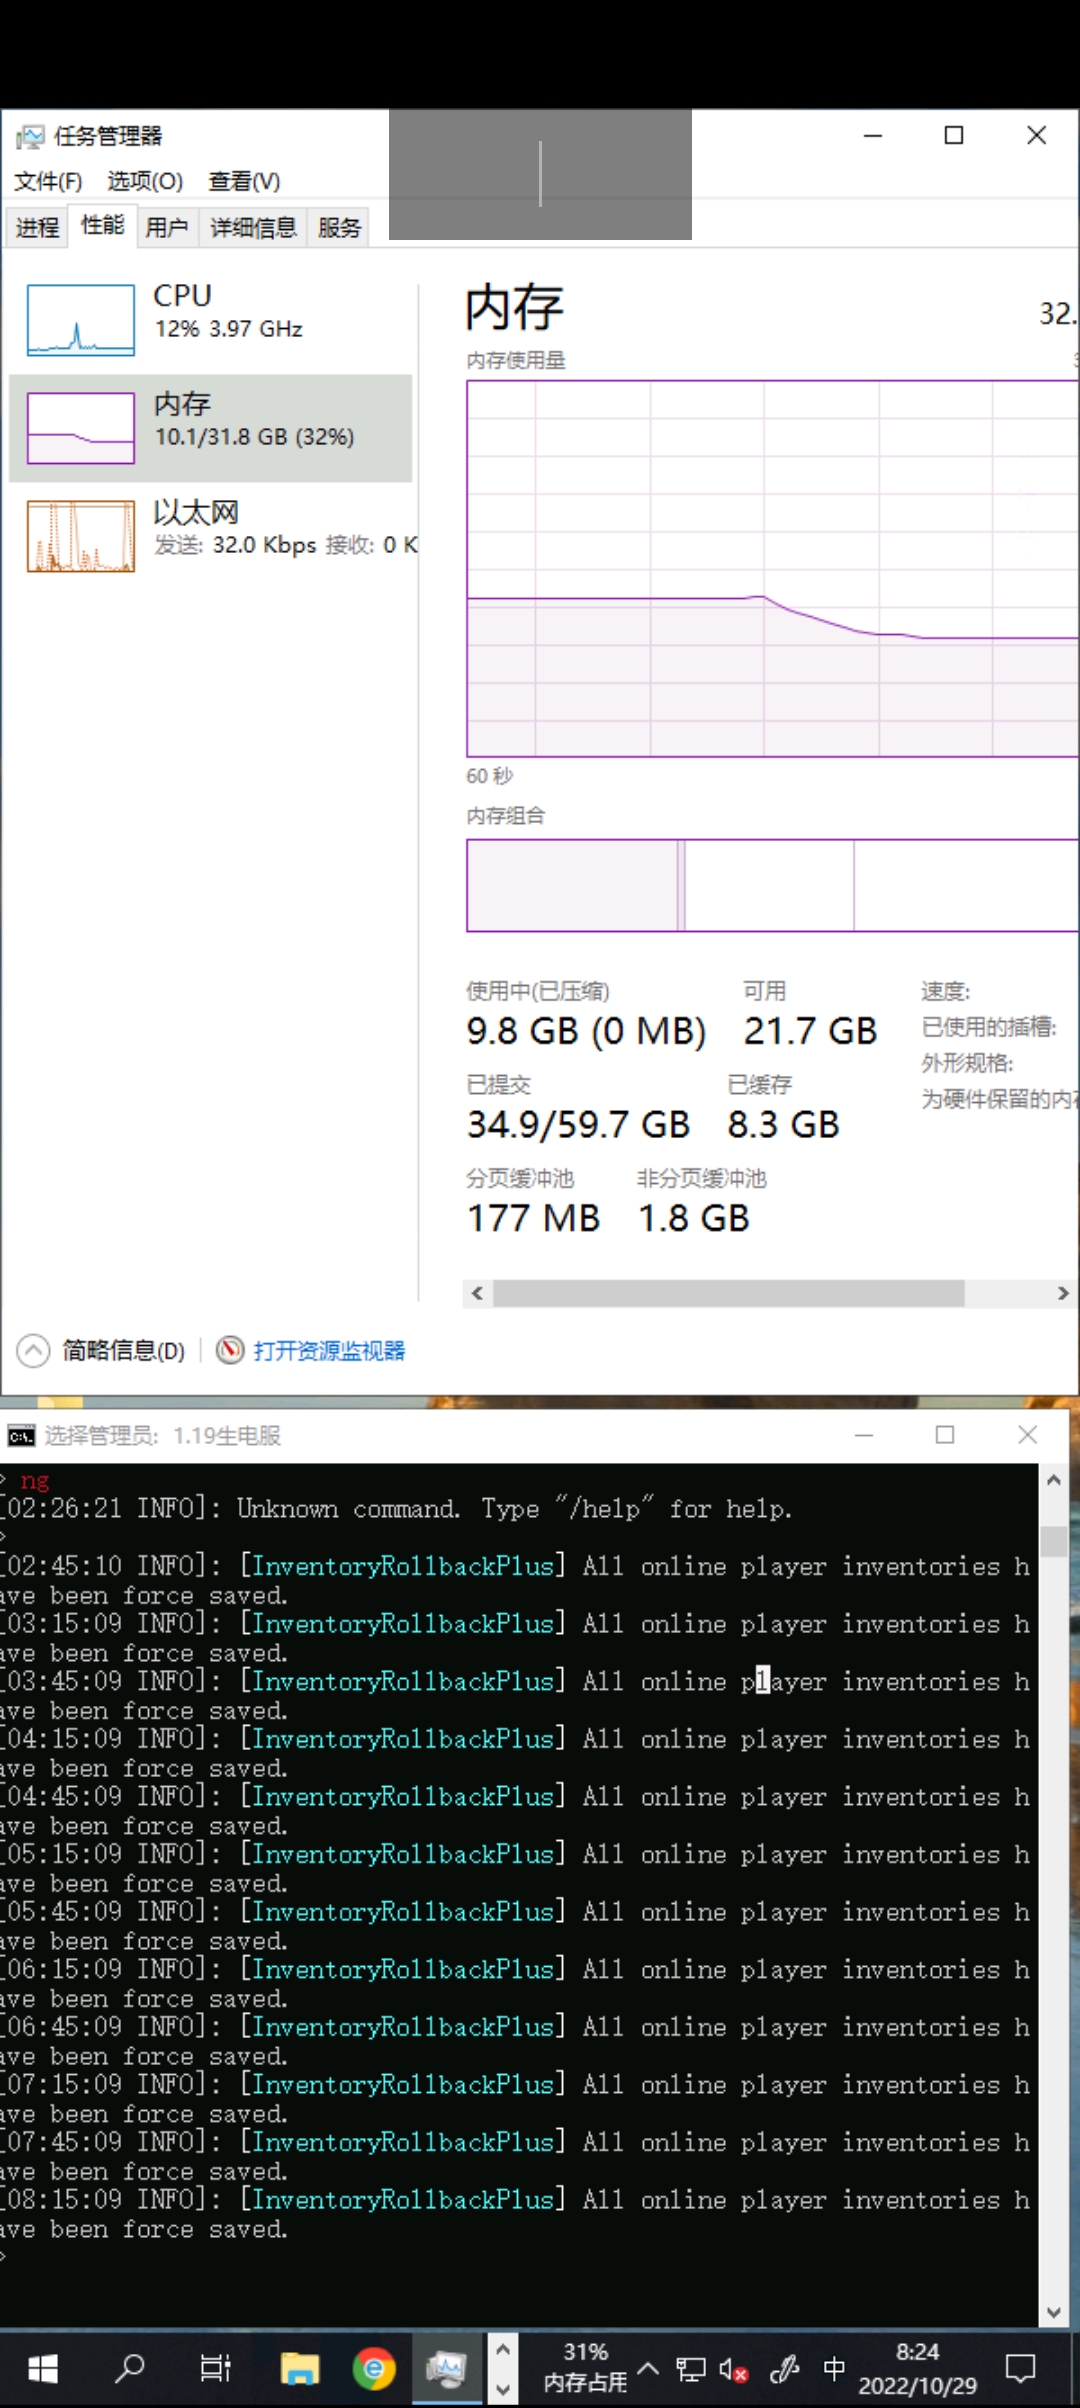 任务管理器
文件(F) 选项(O) 查看(V)
进程 性能 用户 详细信息 服务
CPU
12% 3.97 GHz
内存
10.1/31.8 GB (32%)
以太网
发送: 32.0 Kbps 接收: 0 K
内存
32.
内存使用量
60 秒
内存组合
使用中(已压缩) 可用 速度:
9.8 GB (0 MB) 21.7 GB 已使用的插槽:
外形规格:
已提交 已缓存 为硬件保留的内存
34.9/59.7 GB 8.3 GB
分页缓冲池 非分页缓冲池
177 MB 1.8 GB
简略信息(D) 打开资源监视器
选择管理员: 1.19生电服
> ng
[02:26:21 INFO]: Unknown command. Type "/help" for help.
>
[02:45:10 INFO]: [InventoryRollbackPlus] All online player inventories h
ave been force saved.
[03:15:09 INFO]: [InventoryRollbackPlus] All online player inventories h
ave been force saved.
[03:45:09 INFO]: [InventoryRollbackPlus] All online player inventories h
ave been force saved.
[04:15:09 INFO]: [InventoryRollbackPlus] All online player inventories h
ave been force saved.
[04:45:09 INFO]: [InventoryRollbackPlus] All online player inventories h
ave been force saved.
[05:15:09 INFO]: [InventoryRollbackPlus] All online player inventories h
ave been force saved.
[05:45:09 INFO]: [InventoryRollbackPlus] All online player inventories h
ave been force saved.
[06:15:09 INFO]: [InventoryRollbackPlus] All online player inventories h
ave been force saved.
[06:45:09 INFO]: [InventoryRollbackPlus] All online player inventories h
ave been force saved.
[07:15:09 INFO]: [InventoryRollbackPlus] All online player inventories h
ave been force saved.
[07:45:09 INFO]: [InventoryRollbackPlus] All online player inventories h
ave been force saved.
[08:15:09 INFO]: [InventoryRollbackPlus] All online player inventories h
ave been force saved.
>
31%
内存占用
中
8:24
2022/10/29